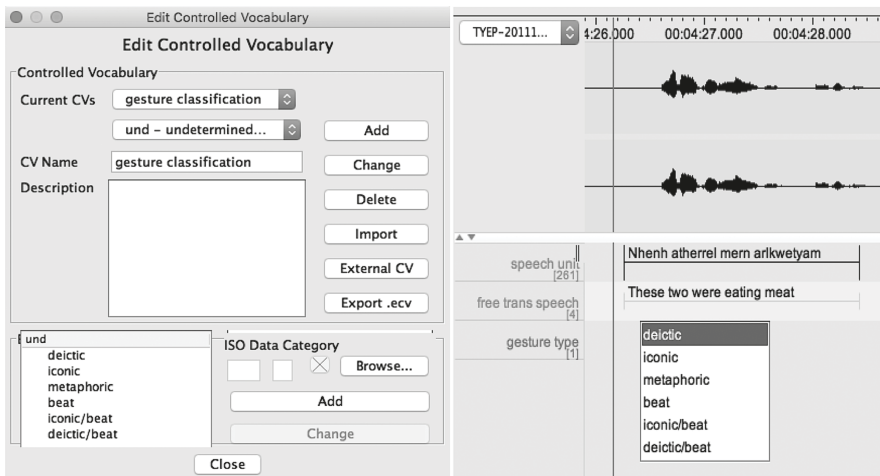 Edit Controlled Vocabulary
Edit Controlled Vocabulary
Controlled Vocabulary
Current CVs
gesture classification
und – undetermined...
Add
CV Name
gesture classification
Change
Description
Delete
Import
External CV
Export .ecv
und
deictic
iconic
metaphoric
beat
iconic/beat
deictic/beat
ISO Data Category
Browse...
Add
Change
Close
TYEP-20111...
4:26.000 00:04:27.000 00:04:28.000
speech unit
[261]
Nhenh atherrel mern arlkwetyam
free trans speech
[4]
These two were eating meat
gesture type
[1]
deictic
iconic
metaphoric
beat
iconic/beat
deictic/beat